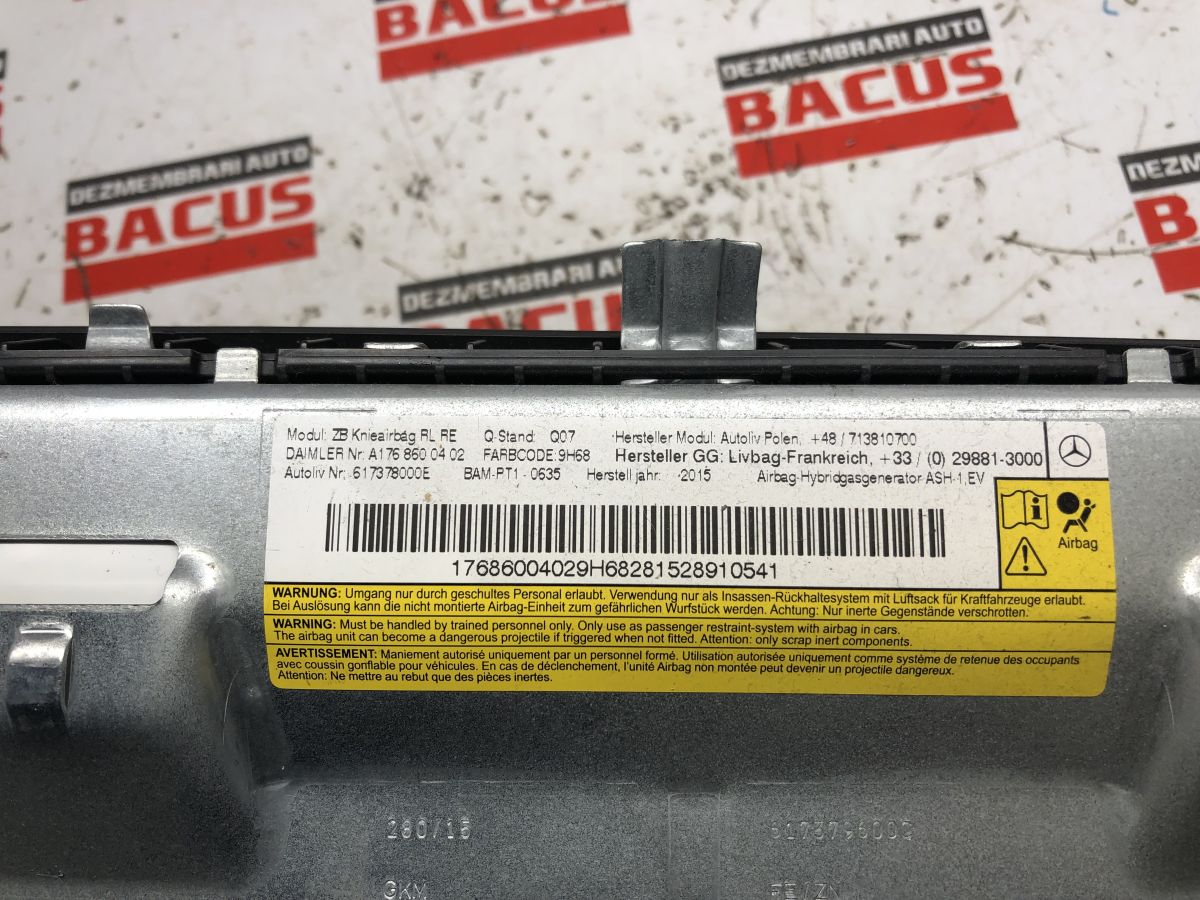 BACUS
DEZMEMBRARI AUTO
BACUS
DEZMEMBRARI AUTO
BACUS
DEZMEMBRARI AUTO
BACUS
DEZMEMBRARI AUTO
Modul: ZB Knieairbag RL RE Q-Stand: Q07 Hersteller Modul: Autoliv Polen, +48 / 713810700
DAIMLER Nr: A 176 860 04 02 FARBCODE: 9H68 Hersteller GG: Livbag-Frankreich, +33 / (0) 29881-3000
Autoliv Nr: 617378000E BAM-PT1 - 0635 Herstelljahr: 2015 Airbag-Hybridgasgenerator ASH-1,EV
Airbag
17686004029H68281528910541
WARNUNG: Umgang nur durch geschultes Personal erlaubt. Verwendung nur als Insassen-Rückhaltesystem mit Luftsack für Kraftfahrzeuge erlaubt.
Bei Auslösung kann die nicht montierte Airbag-Einheit zum gefährlichen Wurfstück werden. Achtung: Nur inerte Gegenstände verschrotten.
WARNING: Must be handled by trained personnel only. Only use as passenger restraint-system with airbag in cars.
The airbag unit can become a dangerous projectile if triggered when not fitted. Attention: only scrap inert components.
AVERTISSEMENT: Maniement autorisé uniquement par un personnel formé. Utilisation autorisée uniquement comme système de retenue des occupants
avec coussin gonflable pour véhicules. En cas de déclenchement, l'unité Airbag non montée peut devenir un projectile dangereux.
Attention: Ne mettre au rebut que des pièces inertes.
280/15
GKM